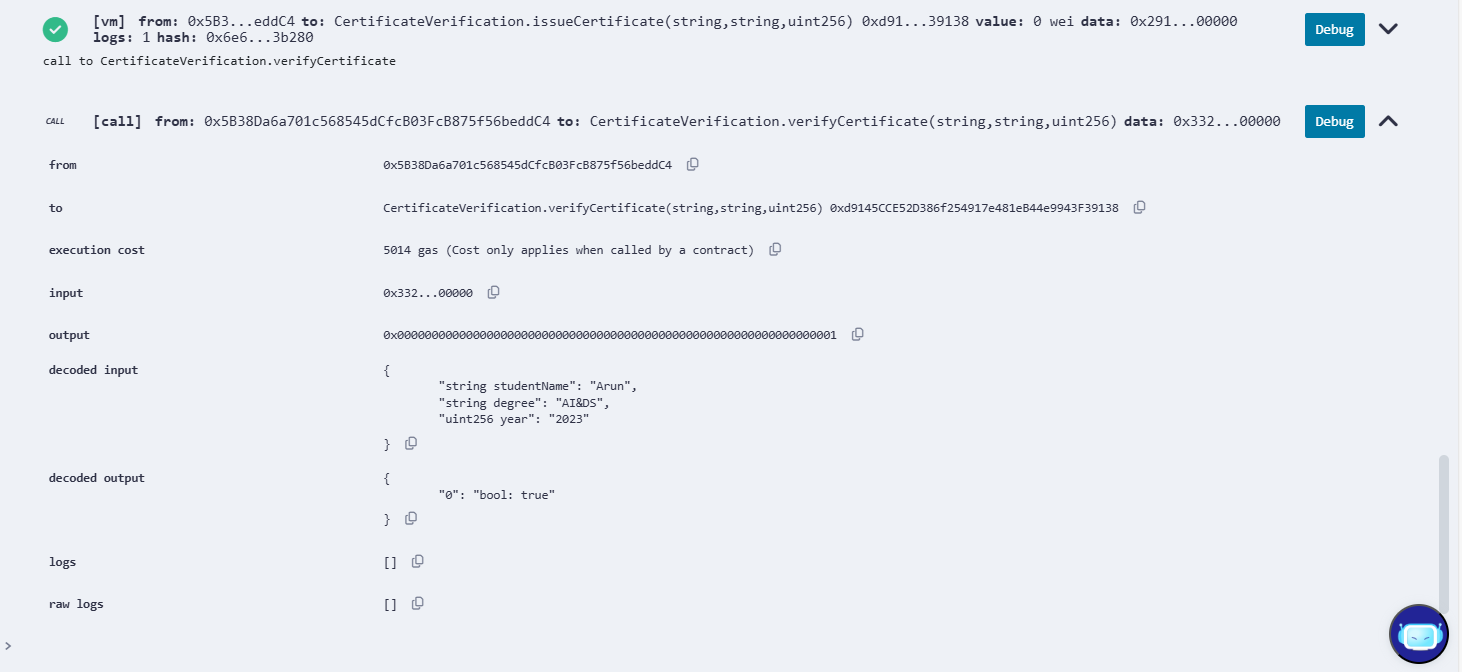 [vm] from: 0x5B3...eddC4 to: CertificateVerification.issueCertificate(string,string,uint256) 0xd91...39138 value: 0 wei data: 0x291...00000
logs: 1 hash: 0x6e6...3b280
Debug
call to CertificateVerification.verifyCertificate
CALL [call] from: 0x5B38Da6a701c568545dCfcB03FcB875f56beddC4 to: CertificateVerification.verifyCertificate(string,string,uint256) data: 0x332...00000
Debug
from 0x5B38Da6a701c568545dCfcB03FcB875f56beddC4
to CertificateVerification.verifyCertificate(string,string,uint256) 0xd9145CCE52D386f254917e481eB44e9943F39138
execution cost 5014 gas (Cost only applies when called by a contract)
input 0x332...00000
output 0x0000000000000000000000000000000000000000000000000000000000000001
decoded input {
"string studentName": "Arun",
"string degree": "AI&DS",
"uint256 year": "2023"
}
decoded output {
"0": "bool: true"
}
logs []
raw logs []
>